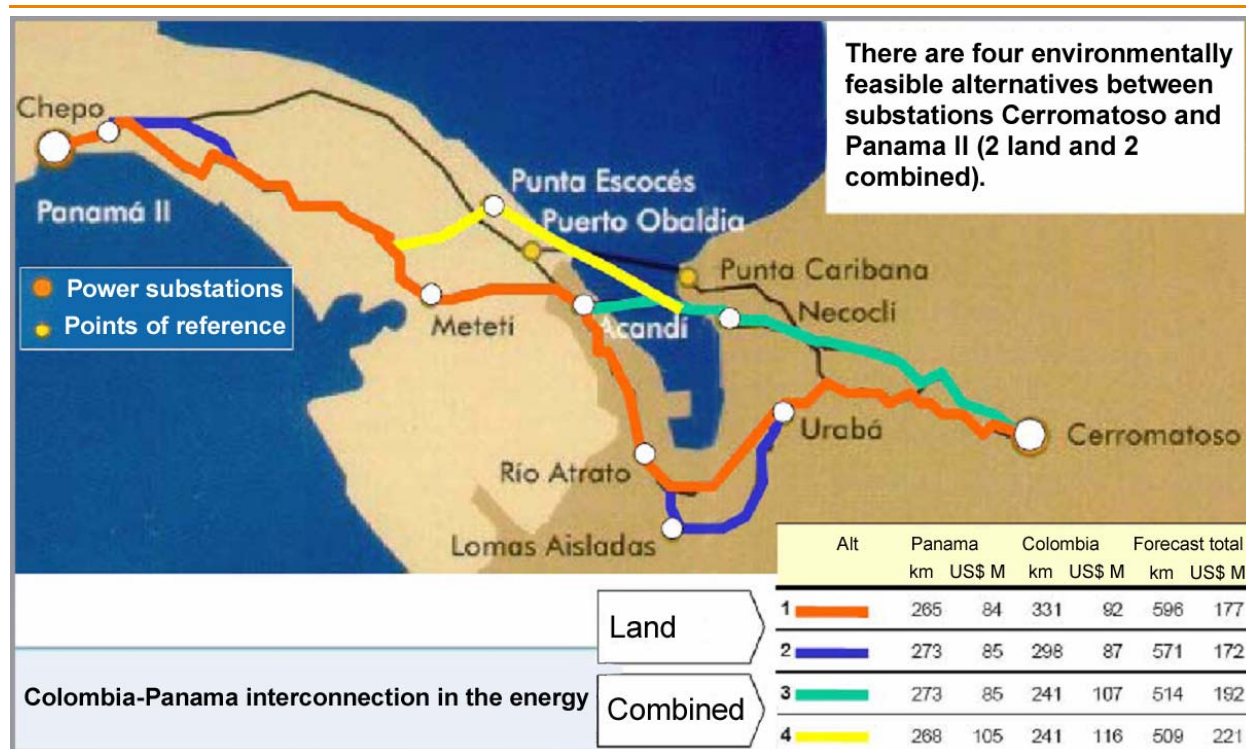 There are four environmentally
feasible alternatives between
substations Cerromatoso and
Panama II (2 land and 2
combined).
Chepo
Panamá II
Punta Escocés
Puerto Obaldia
Punta Caribana
Necoclí
Power substations
Points of reference
Metetí
Acandí
Urabá
Cerromatoso
Río Atrato
Lomas Aisladas
Alt Panama Colombia Forecast total
km US$ M km US$ M km US$ M
Land
1 265 84 331 92 596 177
2 273 85 298 87 571 172
Colombia-Panama interconnection in the energy
Combined
3 273 85 241 107 514 192
4 268 105 241 116 509 221